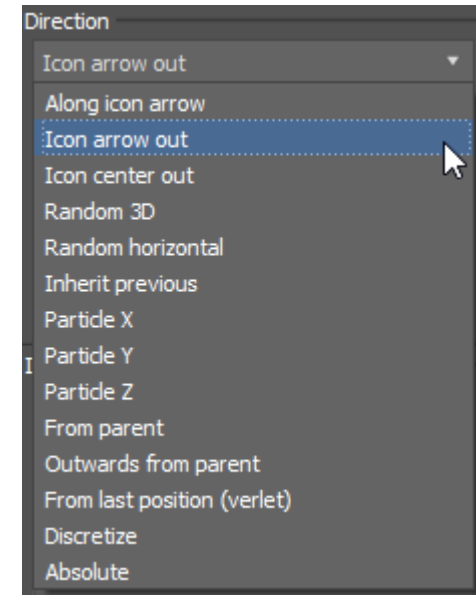 Direction
Icon arrow out
Along icon arrow
Icon arrow out
Icon center out
Random 3D
Random horizontal
Inherit previous
Particle X
Particle Y
Particle Z
From parent
Outwards from parent
From last position (verlet)
Discretize
Absolute